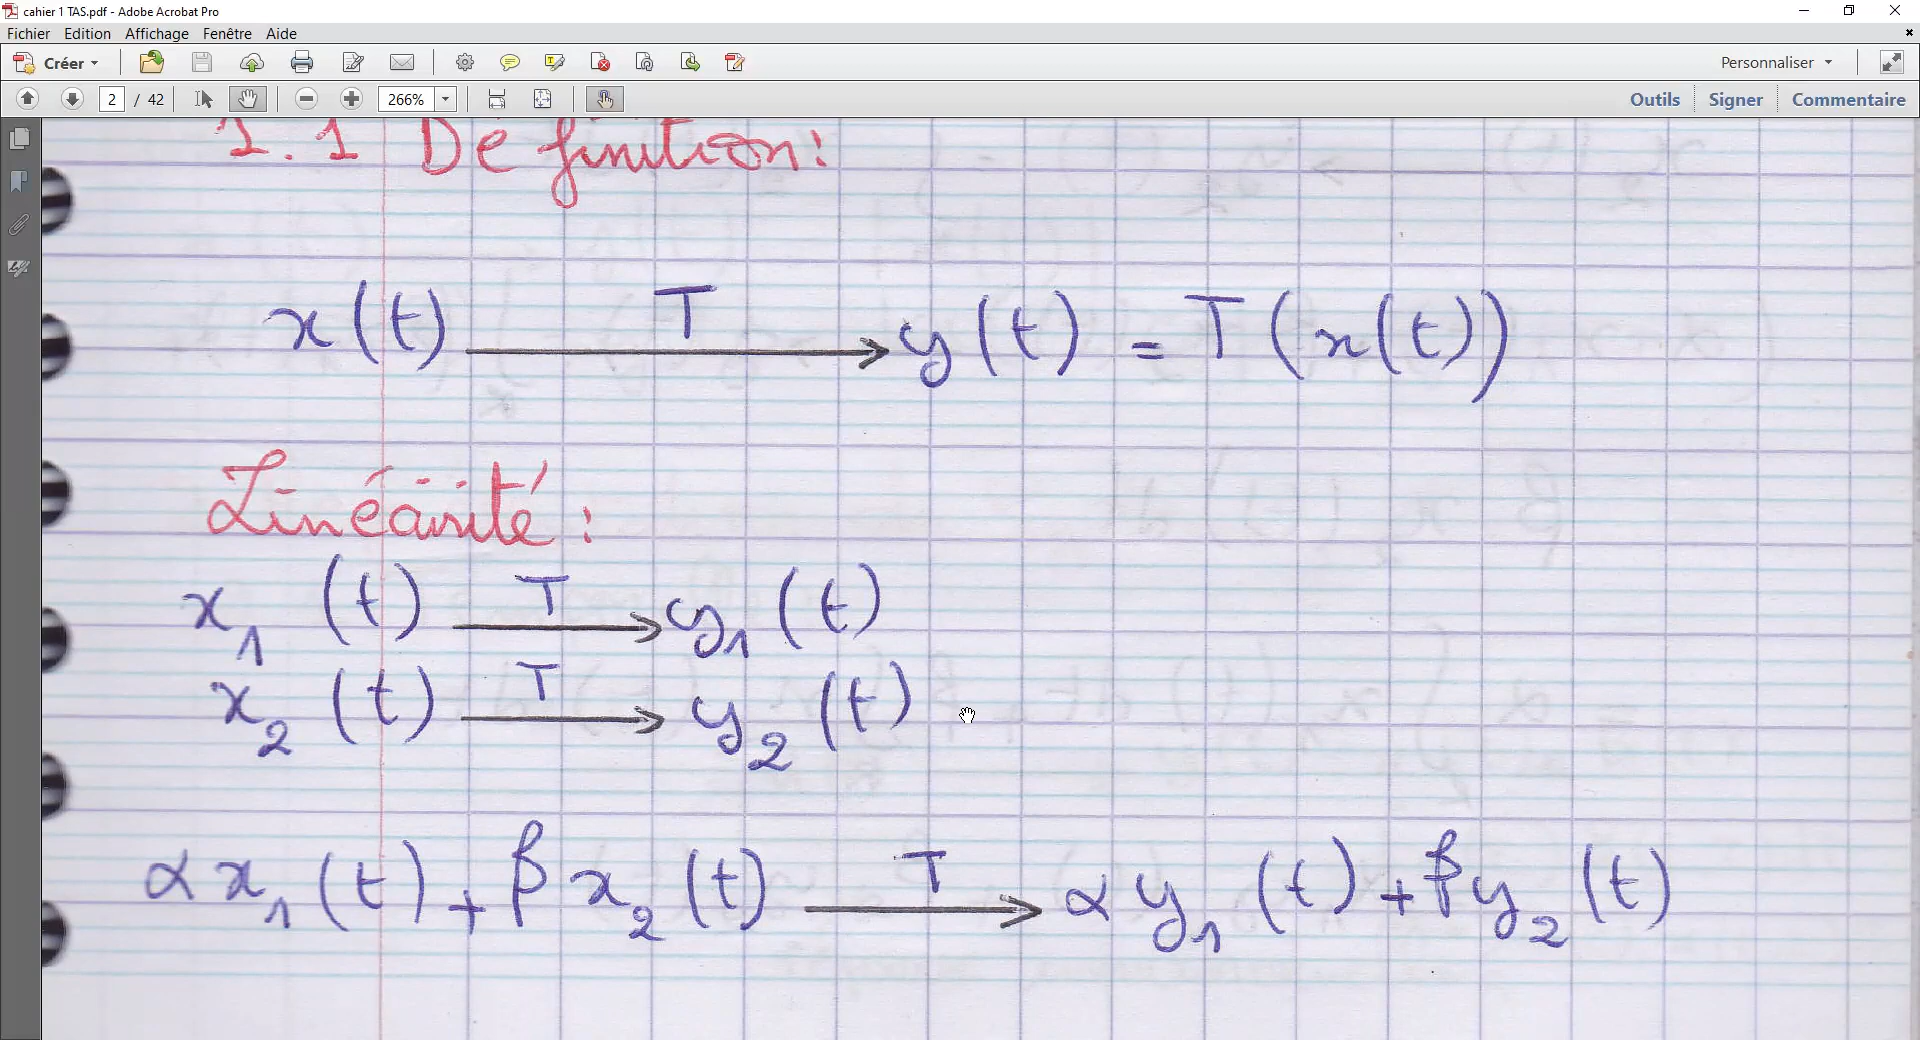 cahier 1 TAS.pdf - Adobe Acrobat Pro
Fichier Edition Affichage Fenêtre Aide
Créer Personnaliser
2 / 42 266% Outils Signer Commentaire
1.1 Définition:
x(t) T→ y(t) = T(x(t))
Linéarité :
x₁(t) T→ y₁(t)
x₂(t) T→ y₂(t)
αx₁(t) + βx₂(t) T→ αy₁(t) + βy₂(t)